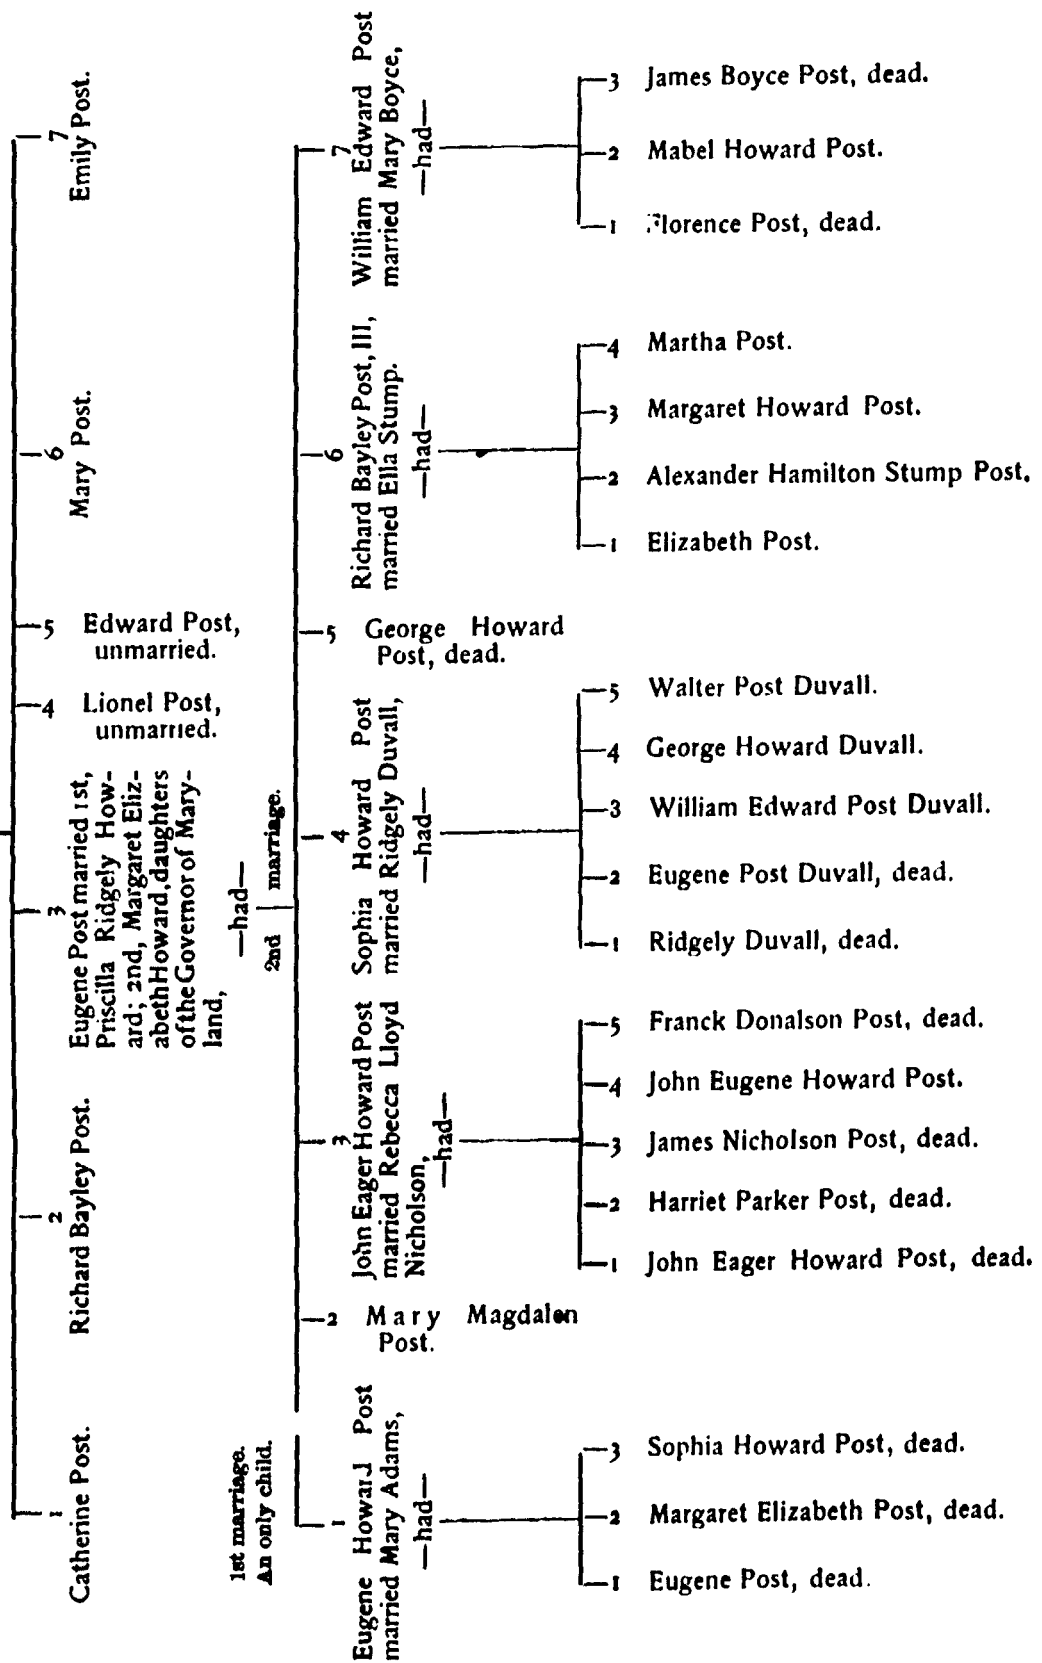 1
Catherine Post.
2
Richard Bayley Post.
3
Eugene Post married 1st,
Priscilla Ridgely How-
ard; 2nd, Margaret Eliz-
abeth Howard, daughters
of the Governor of Mary-
land,
—had—
4 Lionel Post,
unmarried.
5 Edward Post,
unmarried.
6
Mary Post.
7
Emily Post.
1st marriage.
An only child.
2nd marriage.
1
Eugene Howard Post
married Mary Adams,
—had—
2 Mary Magdalen
Post.
3
John Eager Howard Post
married Rebecca Lloyd
Nicholson,
—had—
4
Sophia Howard Post
married Ridgely Duvall,
—had—
5 George Howard
Post, dead.
6
Richard Bayley Post, III,
married Ella Stump.
—had—
7
William Edward Post
married Mary Boyce,
—had—
1 Eugene Post, dead.
2 Margaret Elizabeth Post, dead.
3 Sophia Howard Post, dead.
1 John Eager Howard Post, dead.
2 Harriet Parker Post, dead.
3 James Nicholson Post, dead.
4 John Eugene Howard Post.
5 Franck Donalson Post, dead.
1 Ridgely Duvall, dead.
2 Eugene Post Duvall, dead.
3 William Edward Post Duvall.
4 George Howard Duvall.
5 Walter Post Duvall.
1 Elizabeth Post.
2 Alexander Hamilton Stump Post.
3 Margaret Howard Post.
4 Martha Post.
1 Florence Post, dead.
2 Mabel Howard Post.
3 James Boyce Post, dead.